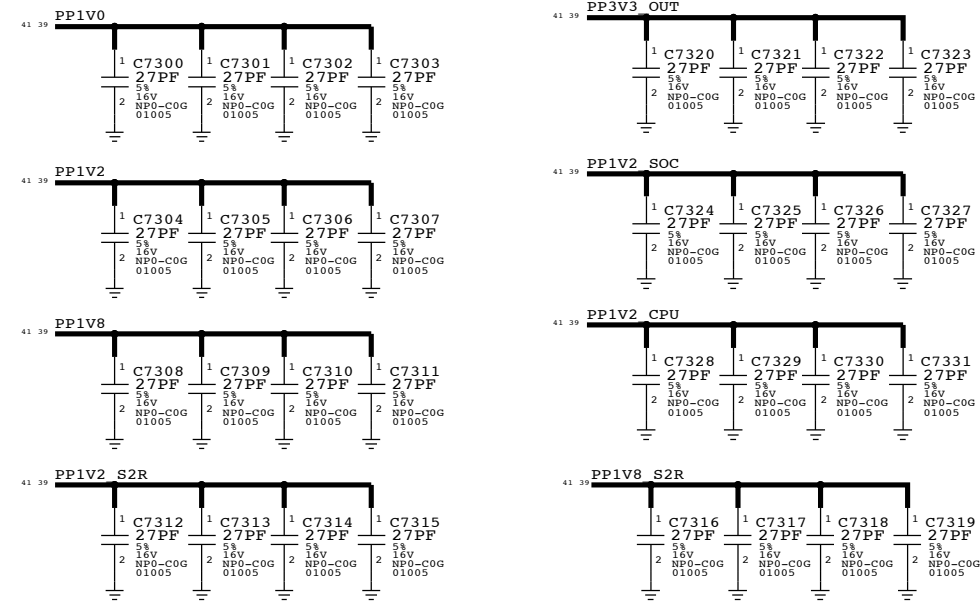 41 39 PP1V0
1 C7300 1 C7301 1 C7302 1 C7303
27PF 27PF 27PF 27PF
5% 5% 5% 5%
16V 16V 16V 16V
2 NP0-C0G 2 NP0-C0G 2 NP0-C0G 2 NP0-C0G
01005 01005 01005 01005
41 39 PP3V3_OUT
1 C7320 1 C7321 1 C7322 1 C7323
27PF 27PF 27PF 27PF
5% 5% 5% 5%
16V 16V 16V 16V
2 NP0-C0G 2 NP0-C0G 2 NP0-C0G 2 NP0-C0G
01005 01005 01005 01005
41 39 PP1V2
1 C7304 1 C7305 1 C7306 1 C7307
27PF 27PF 27PF 27PF
5% 5% 5% 5%
16V 16V 16V 16V
2 NP0-C0G 2 NP0-C0G 2 NP0-C0G 2 NP0-C0G
01005 01005 01005 01005
41 39 PP1V2_SOC
1 C7324 1 C7325 1 C7326 1 C7327
27PF 27PF 27PF 27PF
5% 5% 5% 5%
16V 16V 16V 16V
2 NP0-C0G 2 NP0-C0G 2 NP0-C0G 2 NP0-C0G
01005 01005 01005 01005
41 39 PP1V8
1 C7308 1 C7309 1 C7310 1 C7311
27PF 27PF 27PF 27PF
5% 5% 5% 5%
16V 16V 16V 16V
2 NP0-C0G 2 NP0-C0G 2 NP0-C0G 2 NP0-C0G
01005 01005 01005 01005
41 39 PP1V2_CPU
1 C7328 1 C7329 1 C7330 1 C7331
27PF 27PF 27PF 27PF
5% 5% 5% 5%
16V 16V 16V 16V
2 NP0-C0G 2 NP0-C0G 2 NP0-C0G 2 NP0-C0G
01005 01005 01005 01005
41 39 PP1V2_S2R
1 C7312 1 C7313 1 C7314 1 C7315
27PF 27PF 27PF 27PF
5% 5% 5% 5%
16V 16V 16V 16V
2 NP0-C0G 2 NP0-C0G 2 NP0-C0G 2 NP0-C0G
01005 01005 01005 01005
41 39 PP1V8_S2R
1 C7316 1 C7317 1 C7318 1 C7319
27PF 27PF 27PF 27PF
5% 5% 5% 5%
16V 16V 16V 16V
2 NP0-C0G 2 NP0-C0G 2 NP0-C0G 2 NP0-C0G
01005 01005 01005 01005